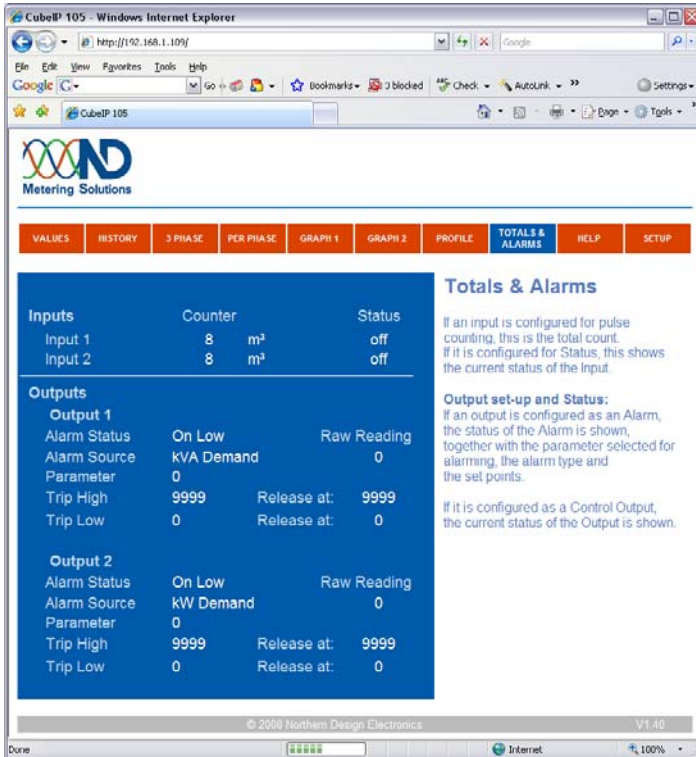 CubeIP 105 - Windows Internet Explorer
http://192.168.1.109/
Google
File Edit View Favorites Tools Help
Google G Go Bookmarks 3 blocked Check AutoLink » Settings
CubeIP 105 Page Tools »
ND
Metering Solutions
VALUES HISTORY 3 PHASE PER PHASE GRAPH 1 GRAPH 2 PROFILE TOTALS & ALARMS HELP SETUP
Inputs Counter Status
Input 1 8 m³ off
Input 2 8 m³ off
Outputs
Output 1
Alarm Status On Low Raw Reading
Alarm Source kVA Demand 0
Parameter 0
Trip High 9999 Release at: 9999
Trip Low 0 Release at: 0
Output 2
Alarm Status On Low Raw Reading
Alarm Source kW Demand 0
Parameter 0
Trip High 9999 Release at: 9999
Trip Low 0 Release at: 0
Totals & Alarms
If an input is configured for pulse
counting, this is the total count.
If it is configured for Status, this shows
the current status of the Input.
Output set-up and Status:
If an output is configured as an Alarm,
the status of the Alarm is shown,
together with the parameter selected for
alarming, the alarm type and
the set points.
If it is configured as a Control Output,
the current status of the Output is shown.
Northern Design Electronics V1.40
Done Internet 100%